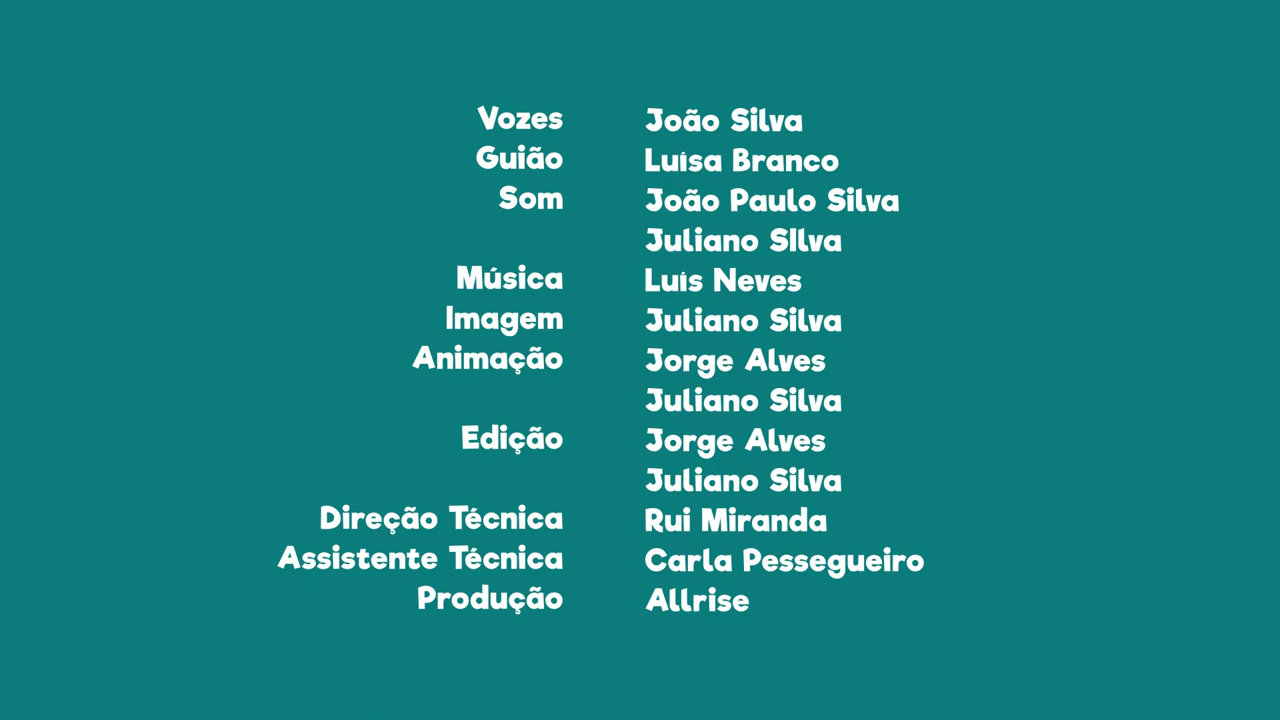 Vozes João Silva
Guião Luísa Branco
Som João Paulo Silva
Juliano SIlva
Música Luís Neves
Imagem Juliano Silva
Animação Jorge Alves
Juliano Silva
Edição Jorge Alves
Juliano Silva
Direção Técnica Rui Miranda
Assistente Técnica Carla Pessegueiro
Produção Allrise